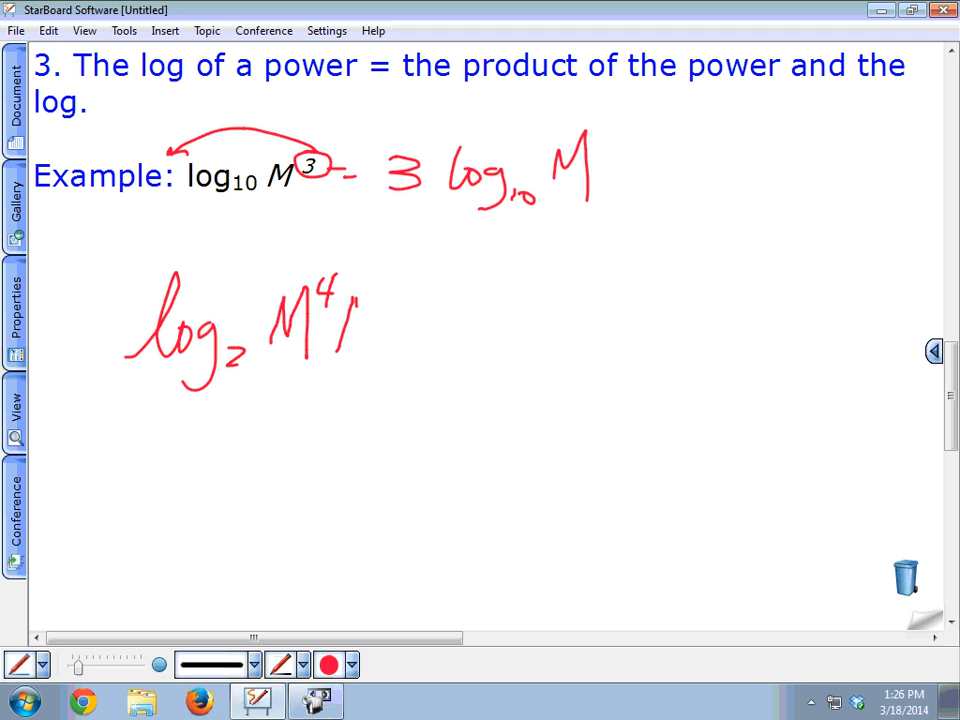 StarBoard Software [Untitled]
File Edit View Tools Insert Topic Conference Settings Help
3. The log of a power = the product of the power and the
log.
Example: log₁₀ M³ = 3 log₁₀ M
log₂ M⁴
Document
Gallery
Properties
View
Conference
1:26 PM
3/18/2014